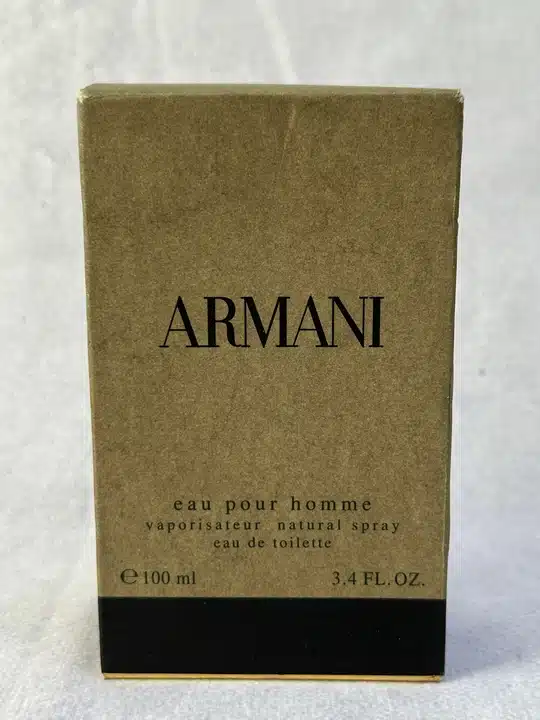 ARMANI
eau pour homme
vaporisateur natural spray
eau de toilette
℮100 ml 3.4 FL.OZ.